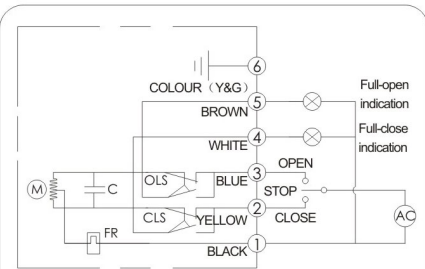 6
COLOUR（Y&G）
5
BROWN
Full-open
indication
4
WHITE
Full-close
indication
3
OPEN
OLS
BLUE
M
C
STOP
CLS
2
YELLOW
CLOSE
AC
FR
1
BLACK